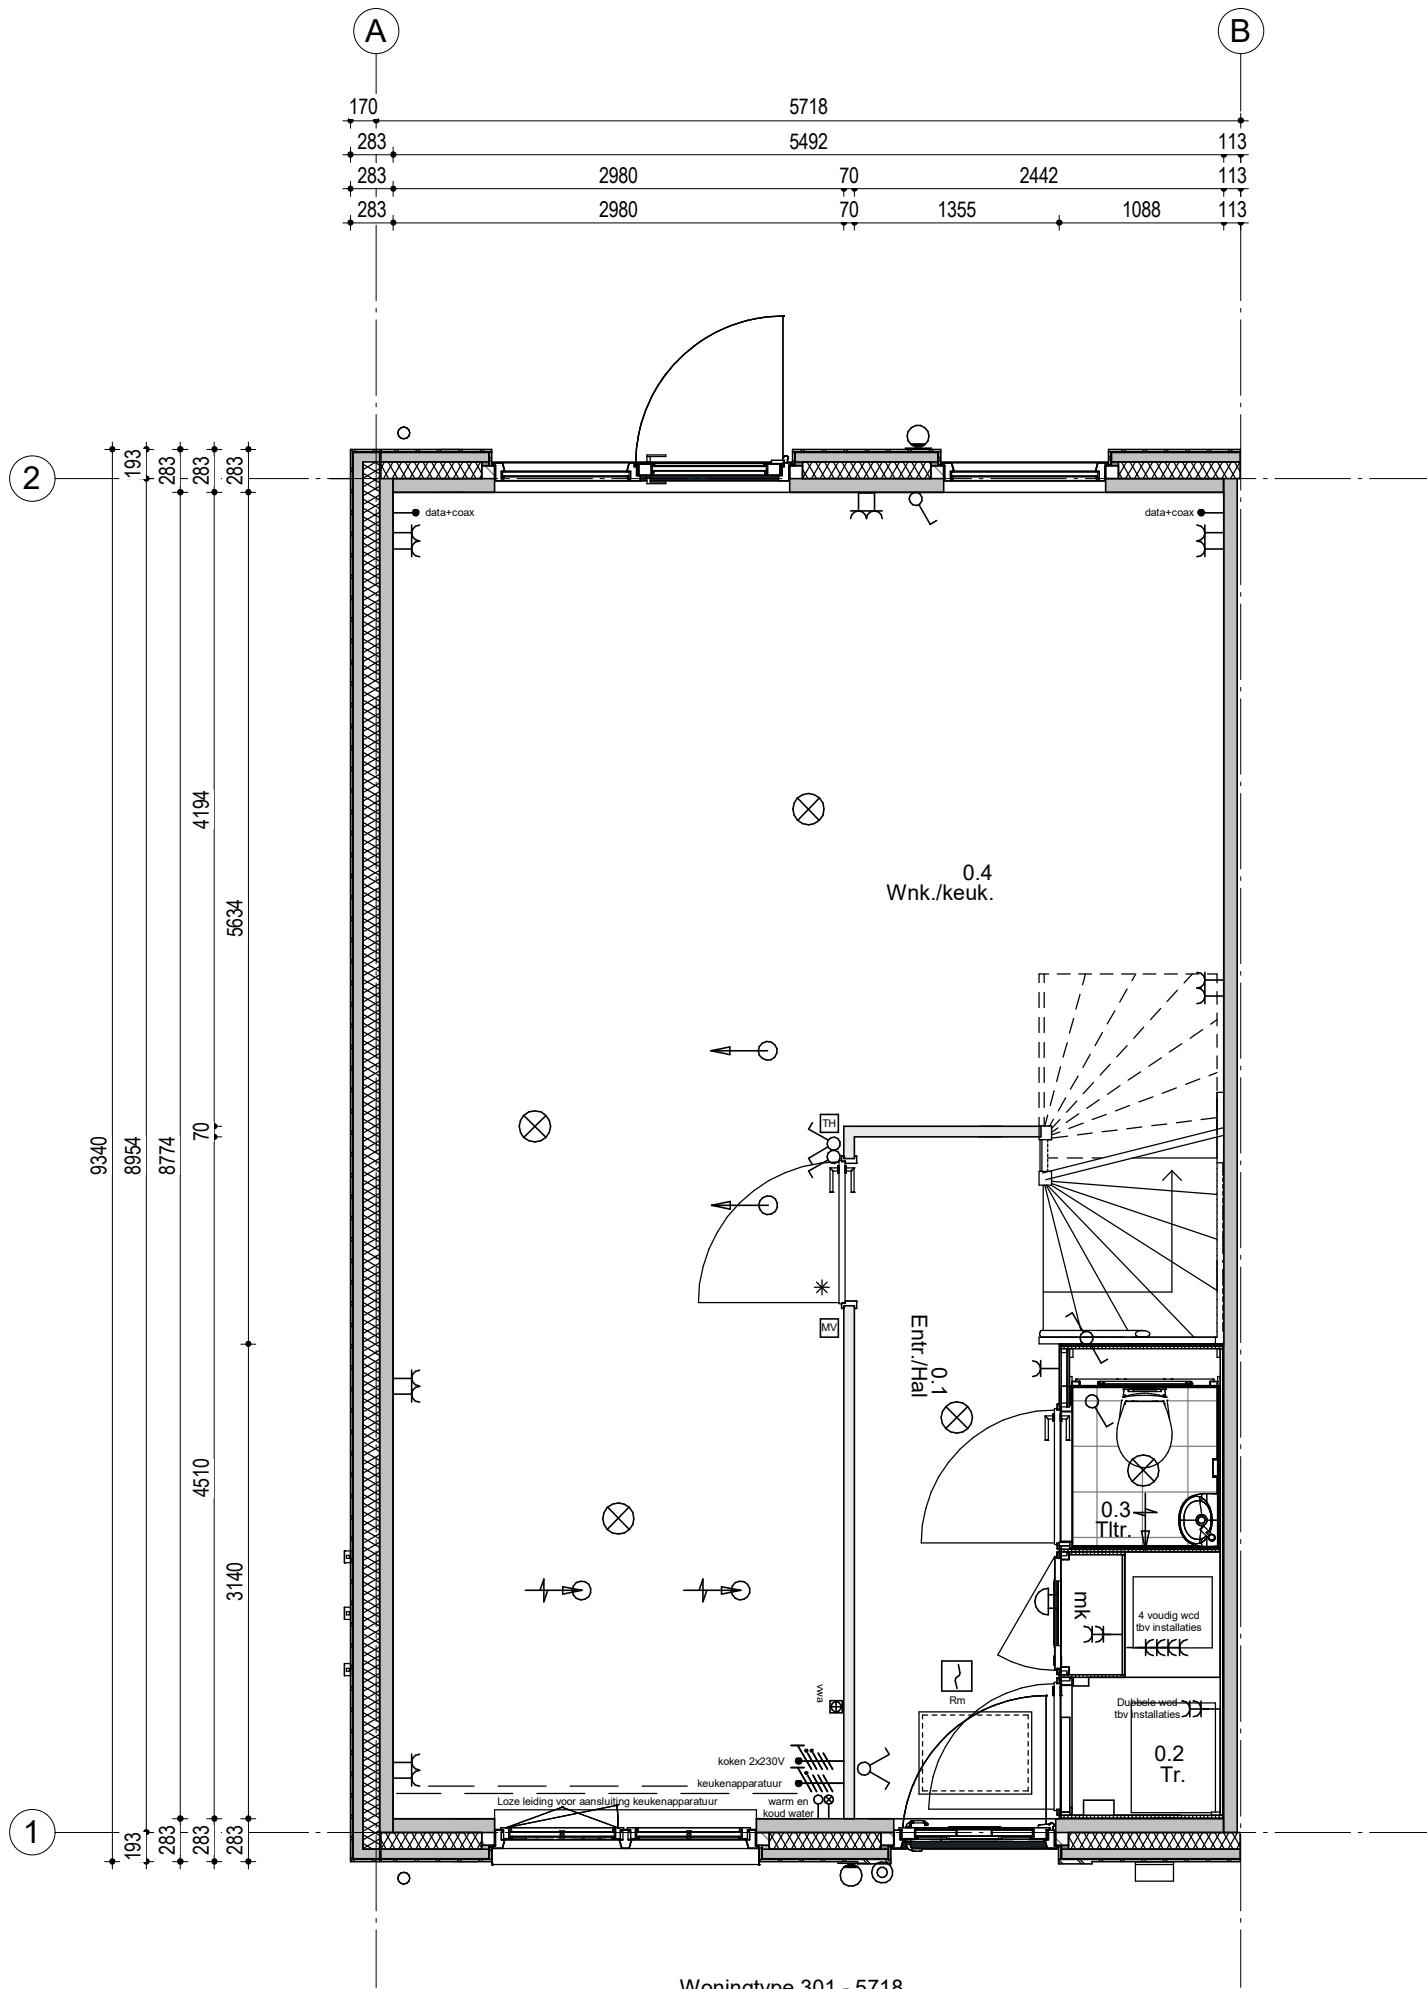 A
B
170
5718
283
5492
113
283
2980
70
2442
113
283
2980
70
1355
1088
113
2
193
283
283
283
data+coax
data+coax
4194
5634
0.4
Wnk./keuk.
9340
8954
8774
70
TH
MV
0.1
Entr./Hal
4510
3140
0.3
Tltr.
mk
4 voudig wcd
tbv installaties
Rm
vwa
Dubbele wcd
tbv installaties
0.2
Tr.
koken 2x230V
keukenapparatuur
Loze leiding voor aansluiting keukenapparatuur
warm en
koud water
1
193
283
283
283
Woningtype 301 - 5718